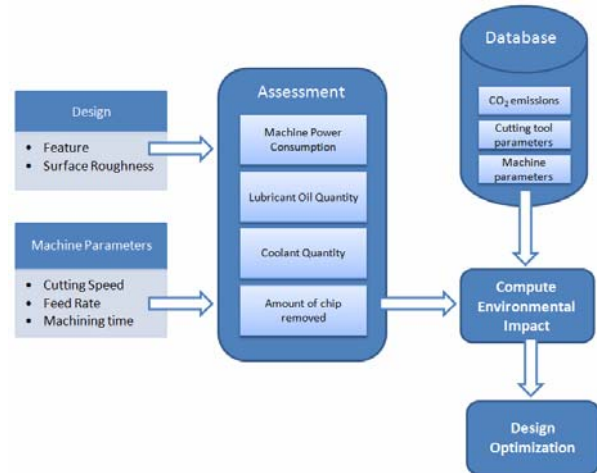 Design
• Feature
• Surface Roughness
Machine Parameters
• Cutting Speed
• Feed Rate
• Machining time
Assessment
Machine Power
Consumption
Lubricant Oil Quantity
Coolant Quantity
Amount of chip
removed
Database
CO₂ emissions
Cutting tool
parameters
Machine
parameters
Compute
Environmental
Impact
Design
Optimization